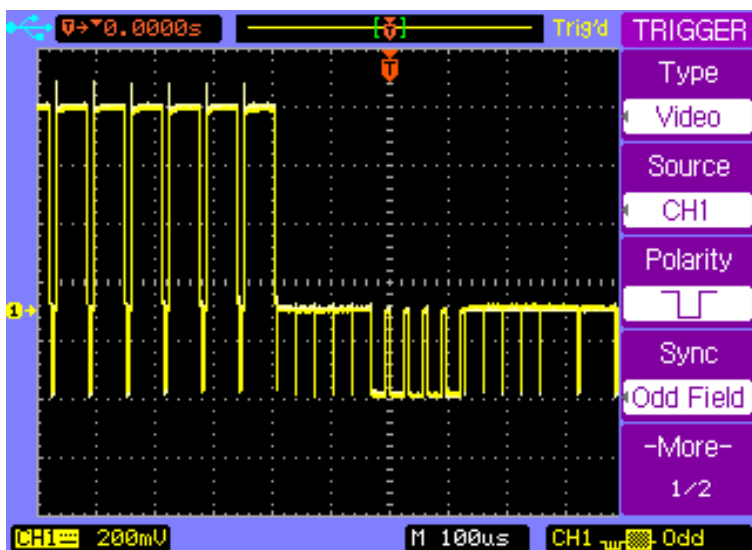 T→▼0.0000s [T] Trig'd TRIGGER
T
Type
Video
Source
CH1
Polarity
Sync
Odd Field
-More-
1/2
1
CH1 200mV M 100us CH1 Odd